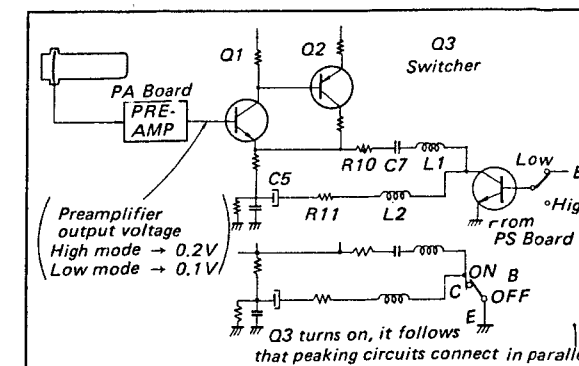 Q1
Q2
Q3
Switcher
PA Board
PRE-
AMP
R10 C7 L1
Low
High
C5
R11
L2
rom
PS Board
Preamplifier
output voltage
High mode → 0.2V
Low mode → 0.1V
ON B
C
OFF
E
Q3 turns on, it follows
that peaking circuits connect in paralle